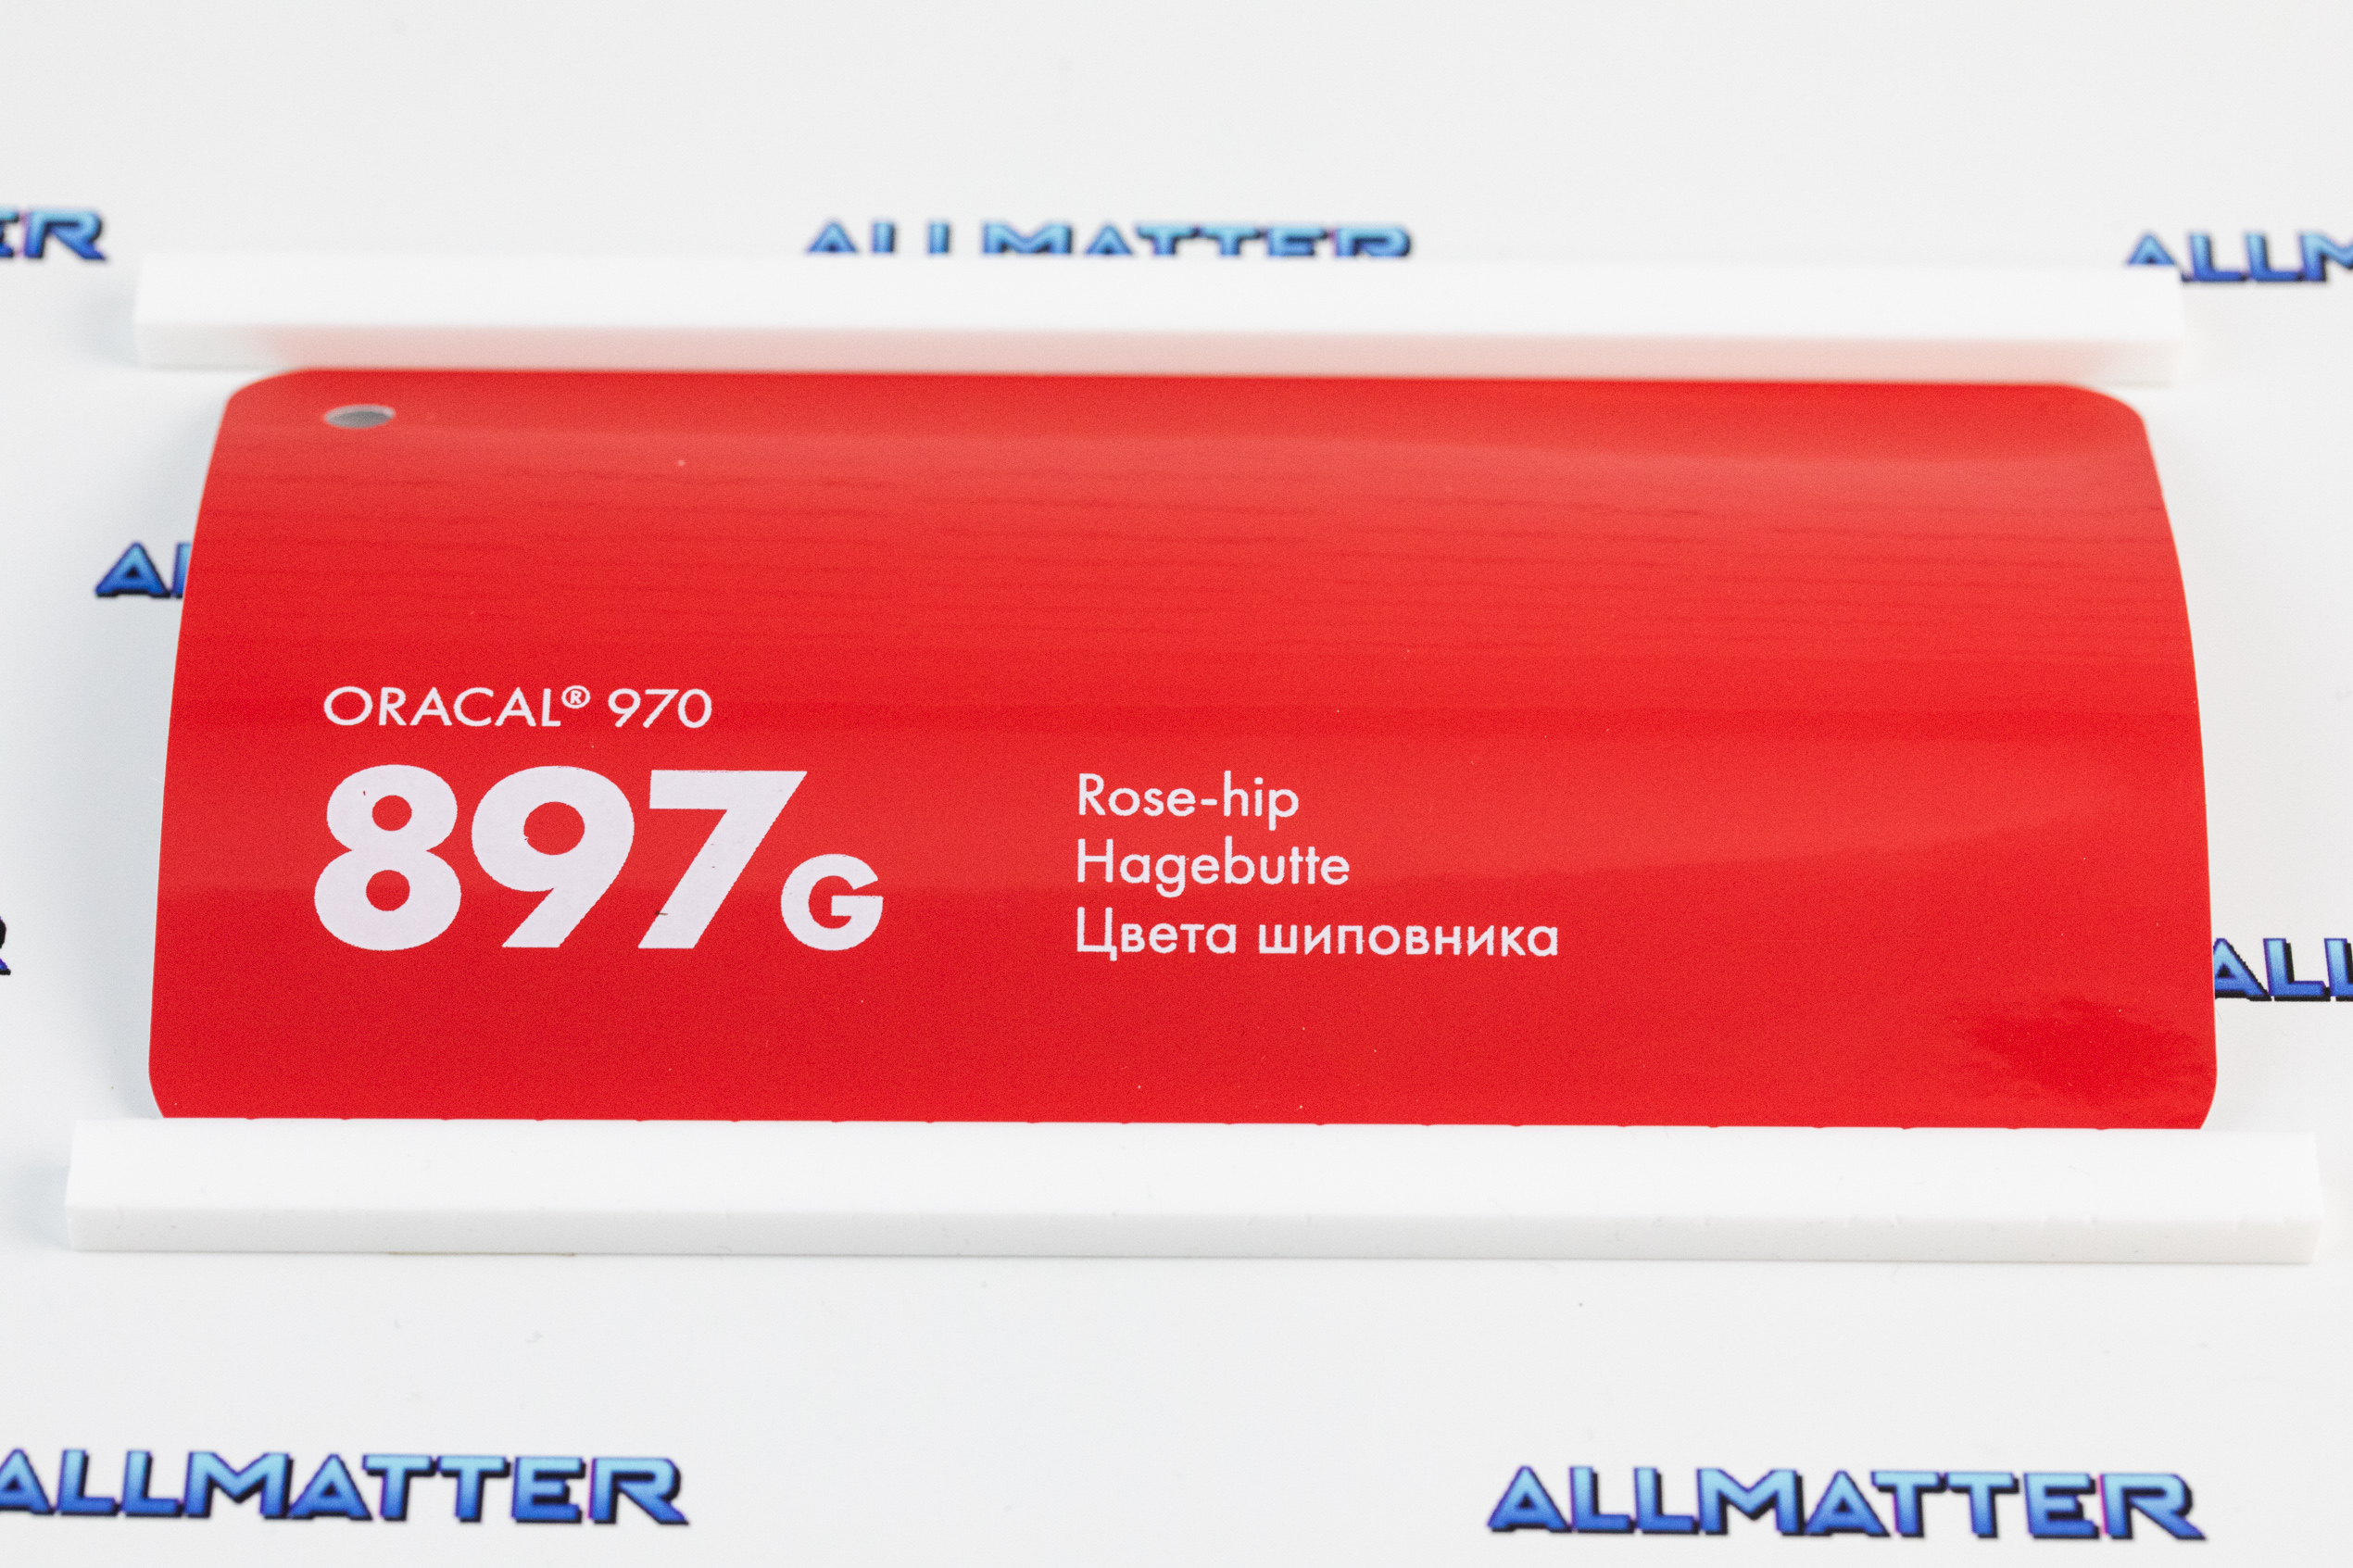 ALLMATTER
ORACAL® 970
897G
Rose-hip
Hagebutte
Цвета шиповника
ALLMATTER
ALLMATTER